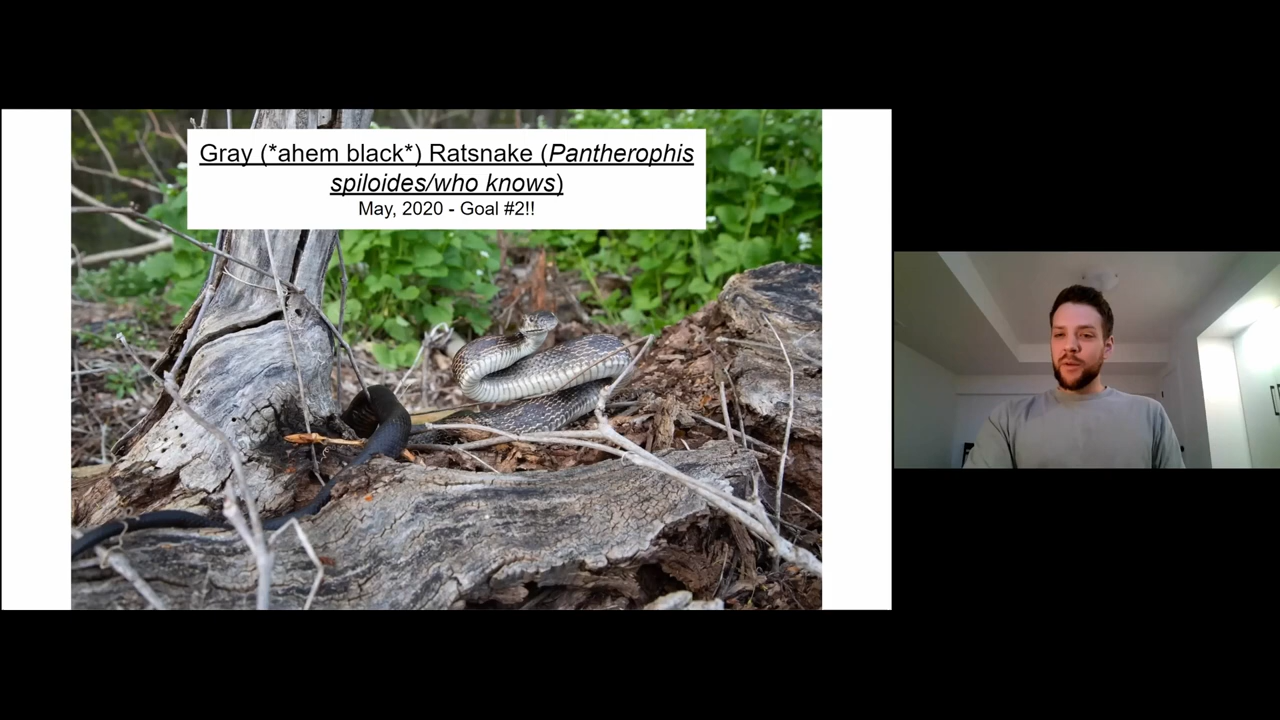 Gray (*ahem black*) Ratsnake (Pantherophis
spiloides/who knows)
May, 2020 - Goal #2!!